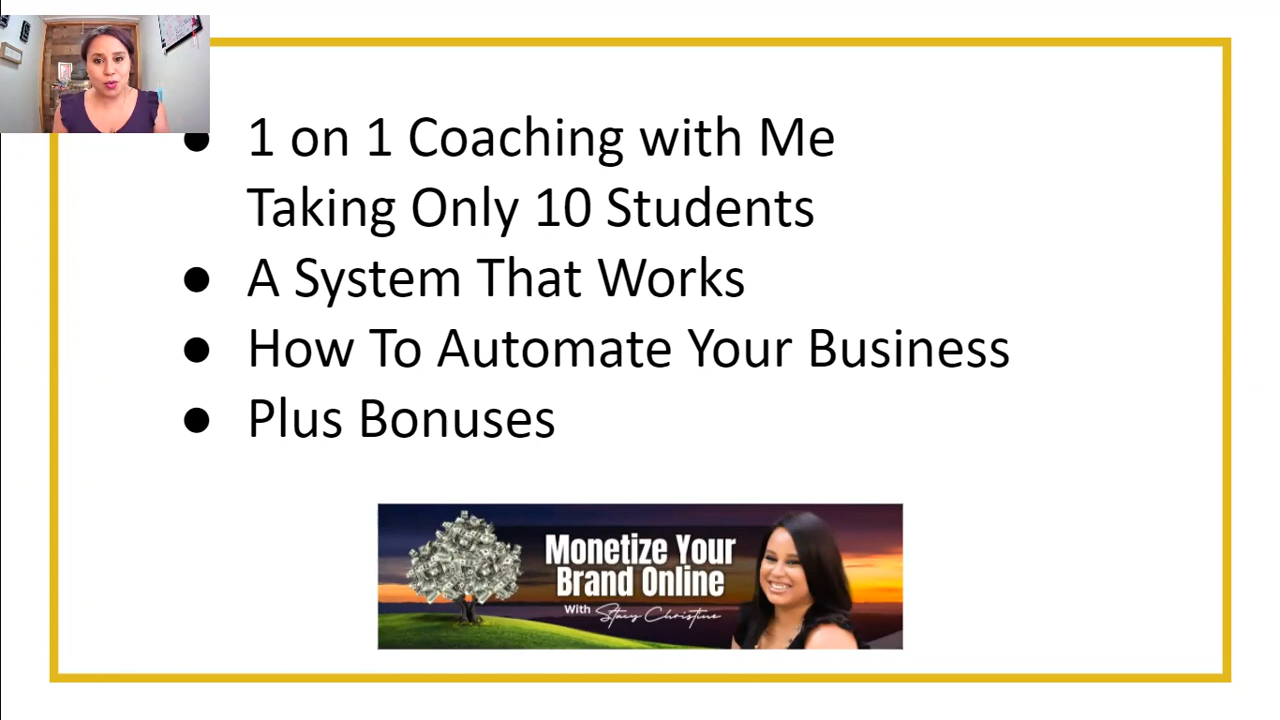 1 on 1 Coaching with Me
Taking Only 10 Students
A System That Works
How To Automate Your Business
Plus Bonuses
Monetize Your
Brand Online
With Stacy Christine